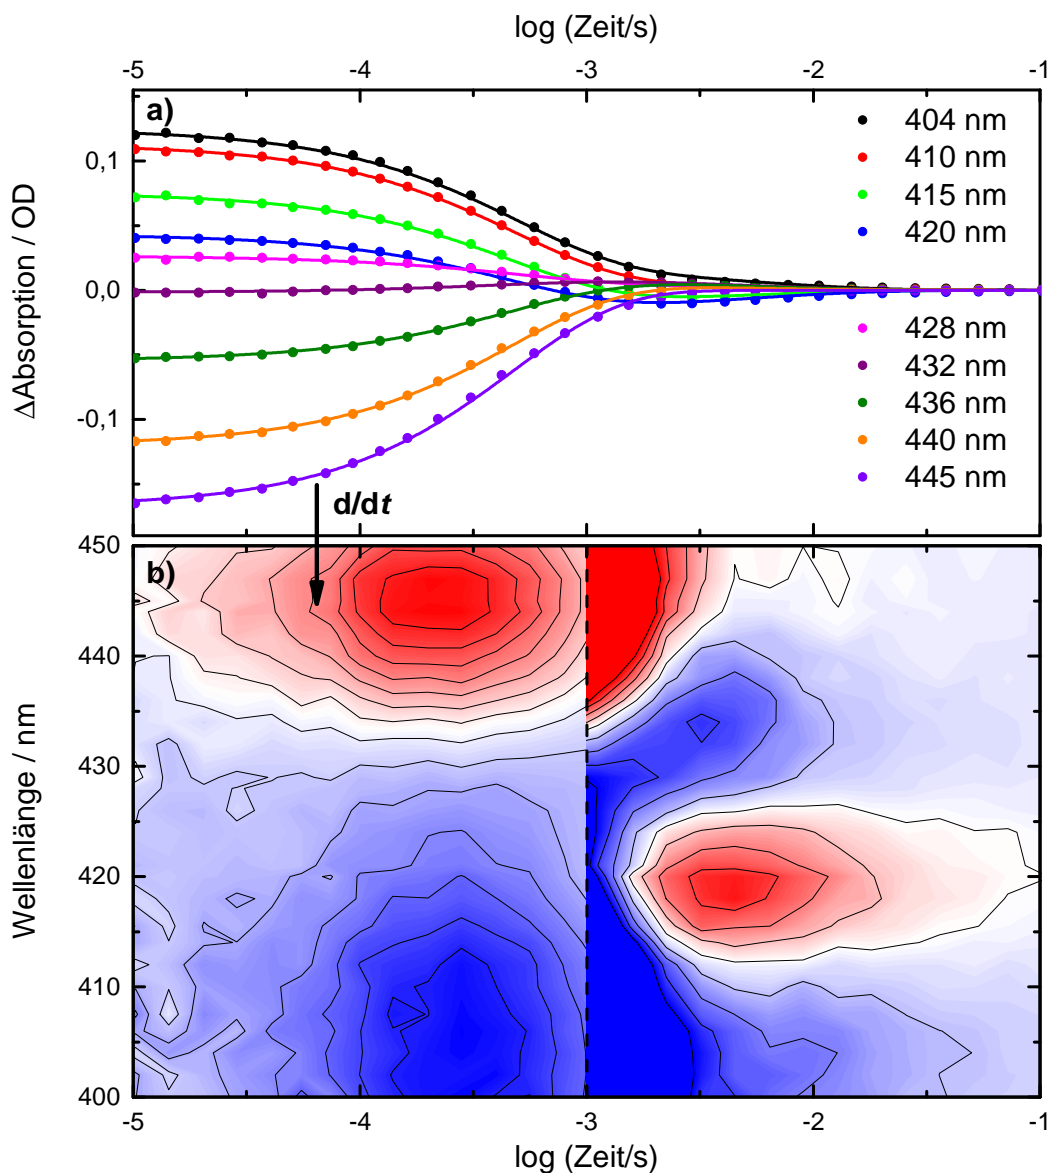 log (Zeit/s)
-5 -4 -3 -2 -1
a)
0,1
0,0
-0,1
ΔAbsorption / OD
404 nm
410 nm
415 nm
420 nm
428 nm
432 nm
436 nm
440 nm
445 nm
d/dt
b)
450
440
430
420
410
400
Wellenlänge / nm
-5 -4 -3 -2 -1
log (Zeit/s)